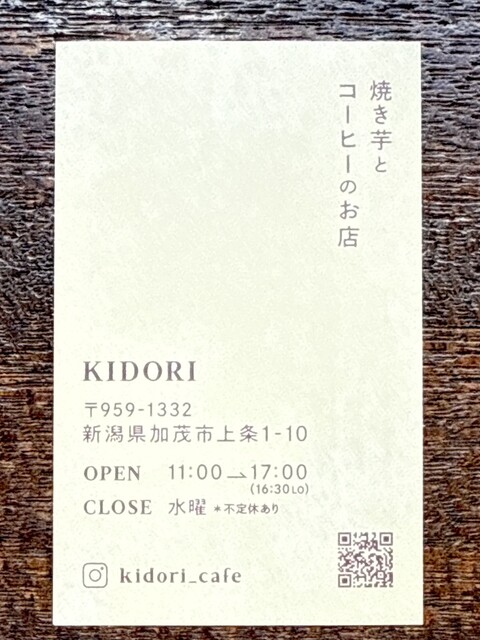 焼き芋と
コーヒーのお店
KIDORI
〒959-1332
新潟県加茂市上条1-10
OPEN 11:00→17:00
(16:30LO)
CLOSE 水曜 *不定休あり
kidori_cafe